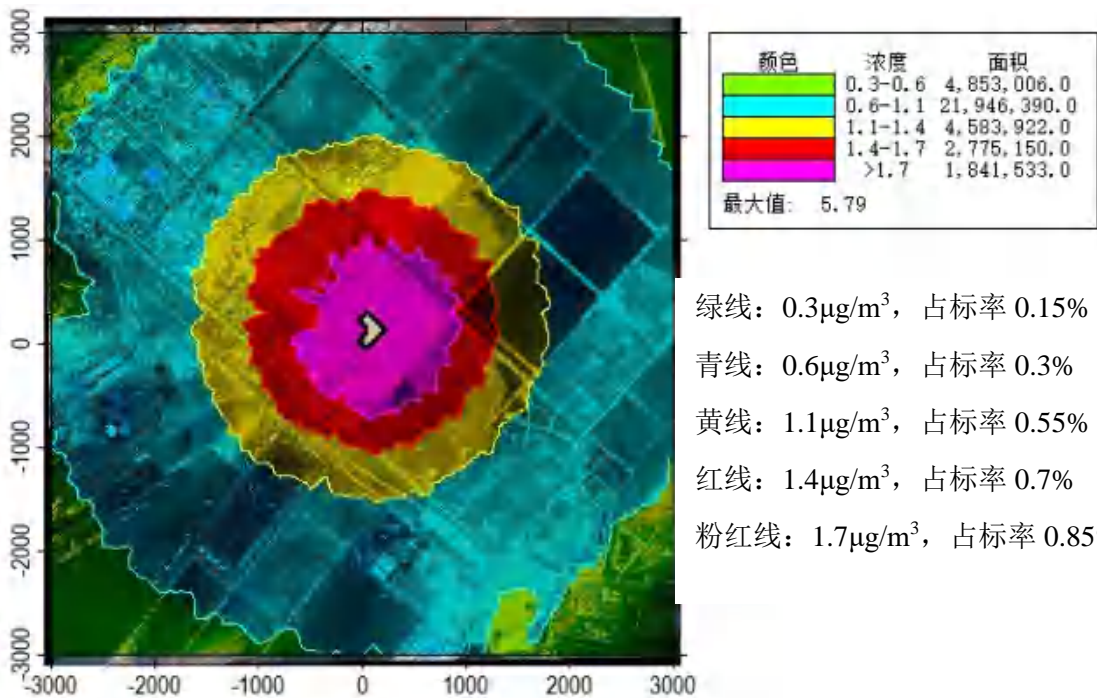 3000
2000
1000
0
-1000
-2000
-3000
-3000 -2000 -1000 0 1000 2000 3000
颜色 浓度 面积
0.3-0.6 4,853,006.0
0.6-1.1 21,946,390.0
1.1-1.4 4,583,922.0
1.4-1.7 2,775,150.0
>1.7 1,841,533.0
最大值: 5.79
绿线：0.3μg/m³，占标率 0.15%
青线：0.6μg/m³，占标率 0.3%
黄线：1.1μg/m³，占标率 0.55%
红线：1.4μg/m³，占标率 0.7%
粉红线：1.7μg/m³，占标率 0.85